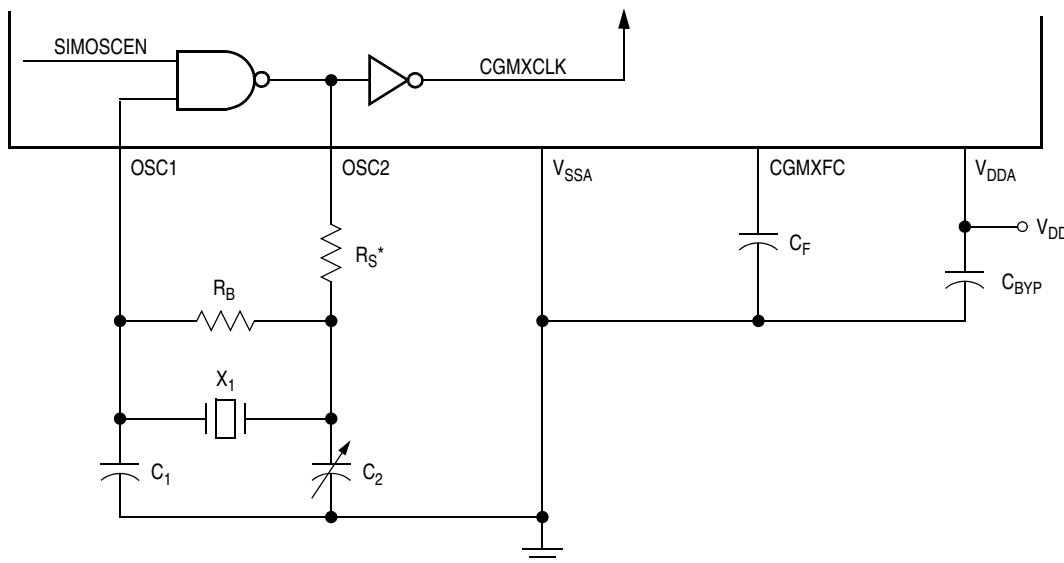 SIMOSCEN
CGMXCLK
OSC1
OSC2
VSSA
CGMXFC
VDDA
VDD
RS*
CF
CBYP
RB
X1
C1
C2